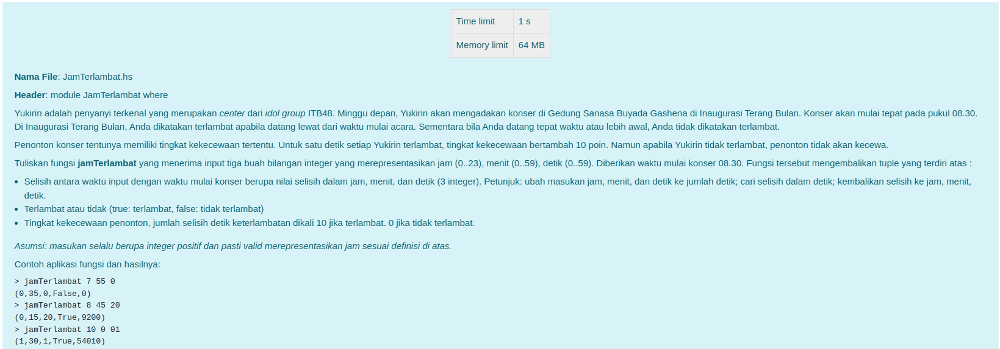 Time limit 1 s
Memory limit 64 MB
Nama File: JamTerlambat.hs
Header: module JamTerlambat where
Yukirin adalah penyanyi terkenal yang merupakan center dari idol group ITB48. Minggu depan, Yukirin akan mengadakan konser di Gedung Sanasa Buyada Gashena di Inaugurasi Terang Bulan. Konser akan mulai tepat pada pukul 08.30.
Di Inaugurasi Terang Bulan, Anda dikatakan terlambat apabila datang lewat dari waktu mulai acara. Sementara bila Anda datang tepat waktu atau lebih awal, Anda tidak dikatakan terlambat.
Penonton konser tentunya memiliki tingkat kekecewaan tertentu. Untuk satu detik setiap Yukirin terlambat, tingkat kekecewaan bertambah 10 poin. Namun apabila Yukirin tidak terlambat, penonton tidak akan kecewa.
Tuliskan fungsi jamTerlambat yang menerima input tiga buah bilangan integer yang merepresentasikan jam (0..23), menit (0..59), detik (0..59). Diberikan waktu mulai konser 08.30. Fungsi tersebut mengembalikan tuple yang terdiri atas :
• Selisih antara waktu input dengan waktu mulai konser berupa nilai selisih dalam jam, menit, dan detik (3 integer). Petunjuk: ubah masukan jam, menit, dan detik ke jumlah detik; cari selisih dalam detik; kembalikan selisih ke jam, menit,
detik.
• Terlambat atau tidak (true: terlambat, false: tidak terlambat)
• Tingkat kekecewaan penonton, jumlah selisih detik keterlambatan dikali 10 jika terlambat. 0 jika tidak terlambat.
Asumsi: masukan selalu berupa integer positif dan pasti valid merepresentasikan jam sesuai definisi di atas.
Contoh aplikasi fungsi dan hasilnya:
> jamTerlambat 7 55 0
(0,35,0,False,0)
> jamTerlambat 8 45 20
(0,15,20,True,9200)
> jamTerlambat 10 0 01
(1,30,1,True,54010)